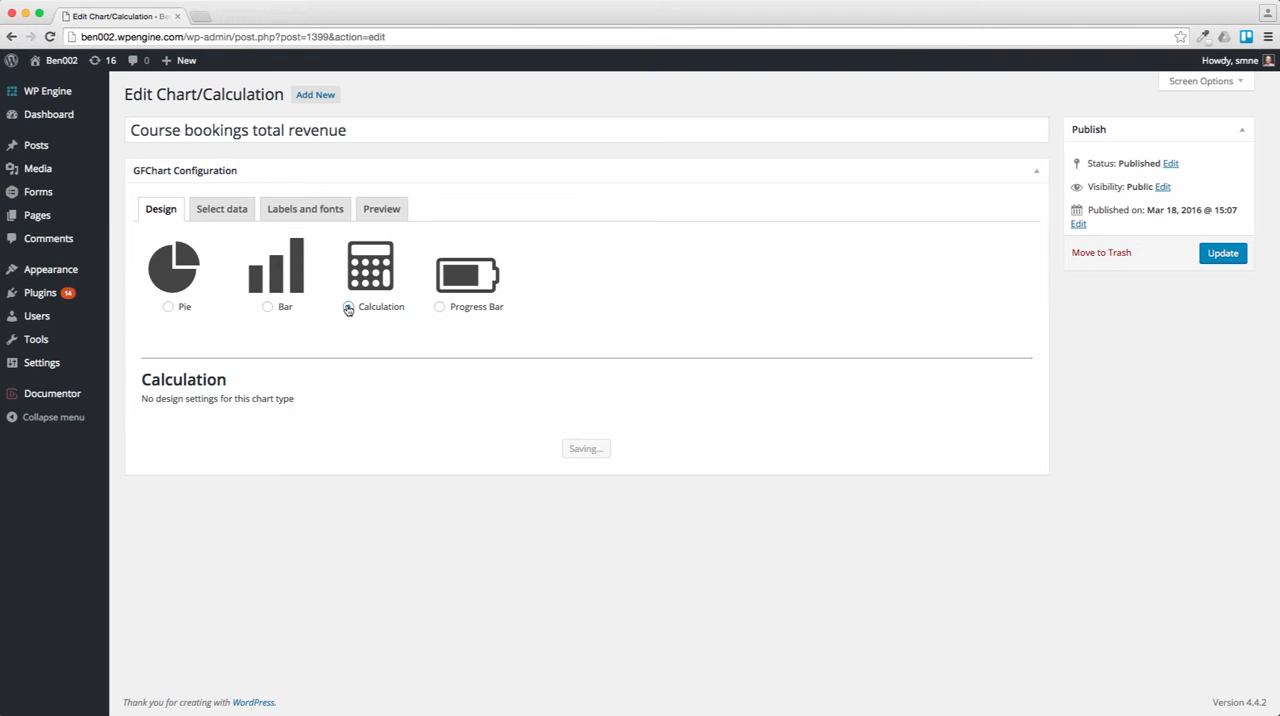 Edit Chart/Calculation ‹ Be
ben002.wpengine.com/wp-admin/post.php?post=1399&action=edit
Ben002 16 0 + New Howdy, smne
WP Engine
Dashboard
Posts
Media
Forms
Pages
Comments
Appearance
Plugins 14
Users
Tools
Settings
Documentor
Collapse menu
Screen Options
Edit Chart/Calculation Add New
Course bookings total revenue
GFChart Configuration
Design Select data Labels and fonts Preview
Pie Bar Calculation Progress Bar
Calculation
No design settings for this chart type
Saving...
Publish
Status: Published Edit
Visibility: Public Edit
Published on: Mar 18, 2016 @ 15:07
Edit
Move to Trash Update
Thank you for creating with WordPress. Version 4.4.2